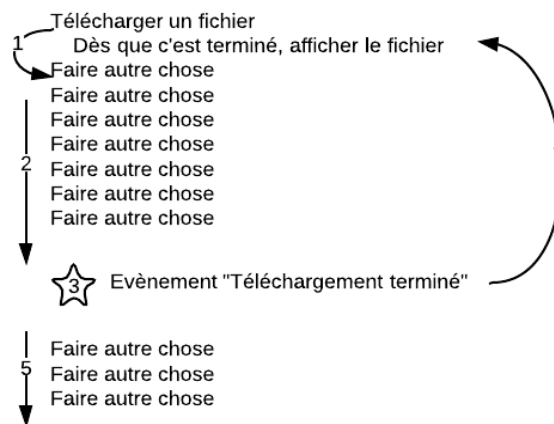 Télécharger un fichier
1
Dès que c'est terminé, afficher le fichier
Faire autre chose
Faire autre chose
Faire autre chose
Faire autre chose
2
Faire autre chose
Faire autre chose
Faire autre chose
3 Evènement "Téléchargement terminé"
Faire autre chose
5 Faire autre chose
Faire autre chose